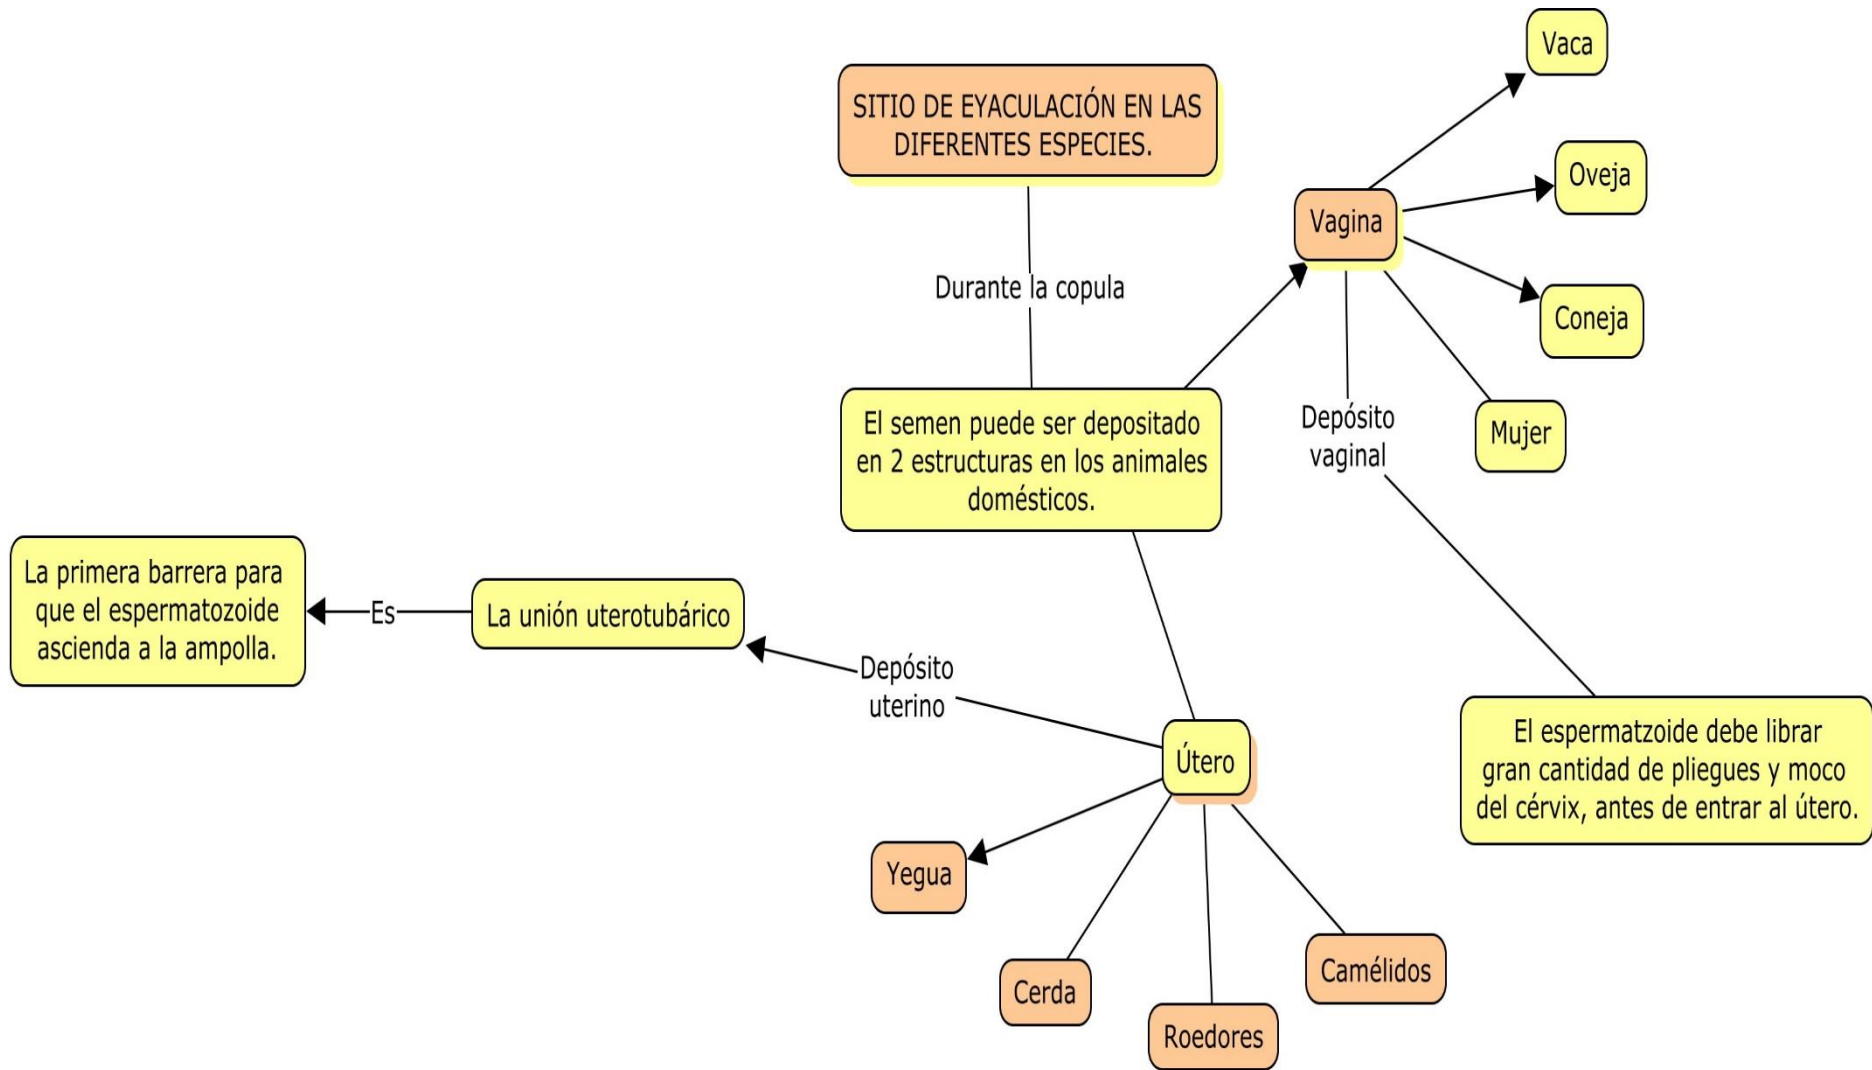 SITIO DE EYACULACIÓN EN LAS
DIFERENTES ESPECIES.
Durante la copula
El semen puede ser depositado
en 2 estructuras en los animales
domésticos.
Vagina
Vaca
Oveja
Coneja
Mujer
Depósito
vaginal
El espermatzoide debe librar
gran cantidad de pliegues y moco
del cérvix, antes de entrar al útero.
Útero
Depósito
uterino
La unión uterotubárico
Es
La primera barrera para
que el espermatozoide
ascienda a la ampolla.
Yegua
Cerda
Roedores
Camélidos